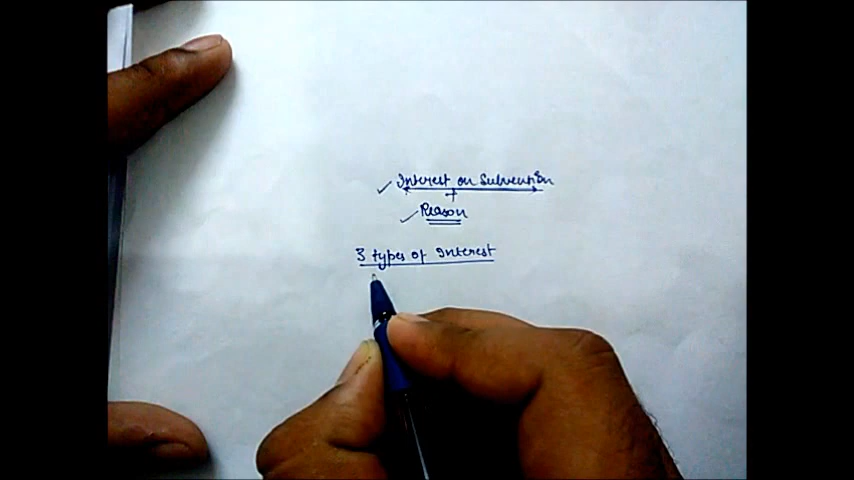 ✓ Interest on Subvention
+
✓ Reason
3 types of Interest